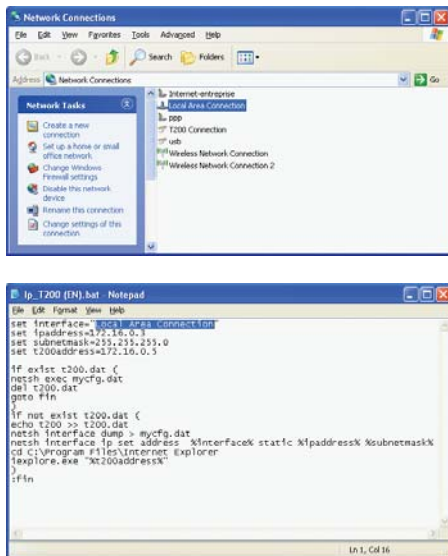 Network Connections
File Edit View Favorites Tools Advanced Help
Back Search Folders
Address Network Connections Go
Network Tasks
Create a new
connection
Set up a home or small
office network
Change Windows
Firewall settings
Disable this network
device
Rename this connection
Change settings of this
connection
Internet-entreprise
Local Area Connection
ppp
T200 Connection
usb
Wireless Network Connection
Wireless Network Connection 2
Ip_T200 (EN).bat - Notepad
File Edit Format View Help
set interface="Local Area Connection"
set ipaddress=172.16.0.3
set subnetmask=255.255.255.0
set t200address=172.16.0.5
if exist t200.dat (
netsh exec mycfg.dat
del t200.dat
goto fin
)
if not exist t200.dat (
echo t200 >> t200.dat
netsh interface dump > mycfg.dat
netsh interface ip set address %interface% static %ipaddress% %subnetmask%
cd C:\Program Files\Internet Explorer
iexplore.exe "%t200address%"
)
:fin
Ln 1, Col 16